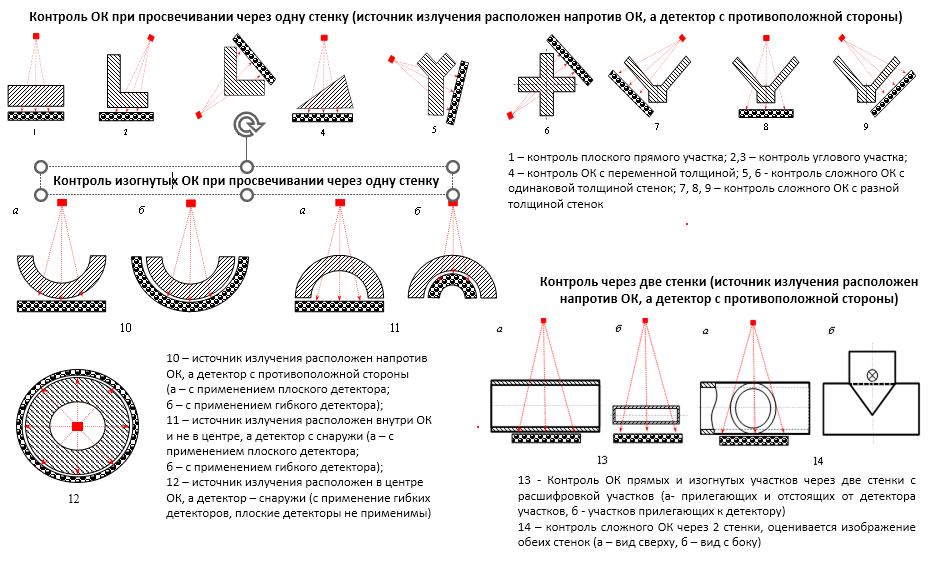 Контроль ОК при просвечивании через одну стенку (источник излучения расположен напротив ОК, а детектор с противоположной стороны)
1
2
4
5
6
7
8
9
1 – контроль плоского прямого участка; 2,3 – контроль углового участка;
4 – контроль ОК с переменной толщиной; 5, 6 - контроль сложного ОК с
одинаковой толщиной стенок; 7, 8, 9 – контроль сложного ОК с разной
толщиной стенок
Контроль изогнутых ОК при просвечивании через одну стенку
а
б
а
б
10
11
10 – источник излучения расположен напротив
ОК, а детектор с противоположной стороны
(а – с применением плоского детектора;
б – с применением гибкого детектора);
11 – источник излучения расположен внутри ОК
и не в центре, а детектор с снаружи (а – с
применением плоского детектора;
б – с применением гибкого детектора);
12 – источник излучения расположен в центре
ОК, а детектор – снаружи (с применение гибких
детекторов, плоские детекторы не применимы)
12
Контроль через две стенки (источник излучения расположен
напротив ОК, а детектор с противоположной стороны)
а
б
а
б
13
14
13 - Контроль ОК прямых и изогнутых участков через две стенки с
расшифровкой участков (а- прилегающих и отстоящих от детектора
участков, б - участков прилегающих к детектору)
14 – контроль сложного ОК через 2 стенки, оценивается изображение
обеих стенок (а – вид сверху, б – вид с боку)